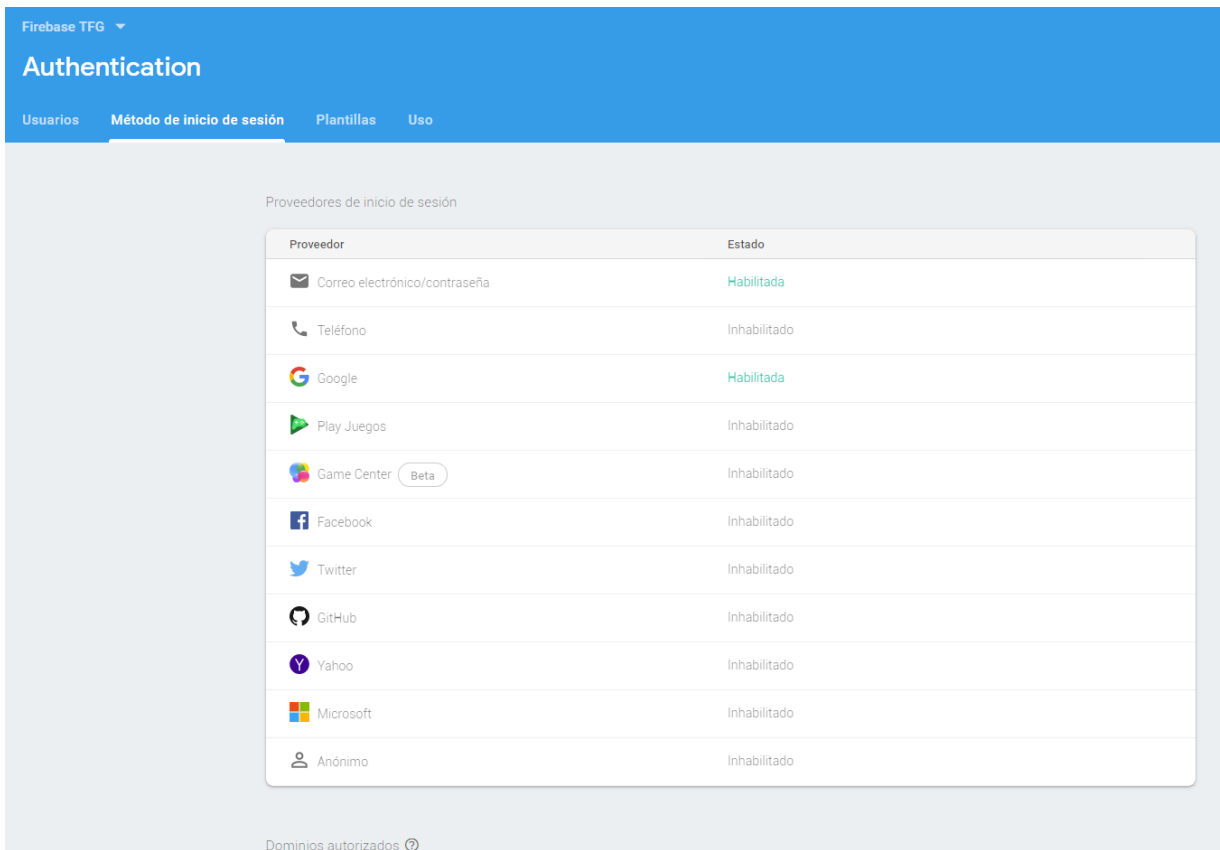 Firebase TFG
Authentication
Usuarios Método de inicio de sesión Plantillas Uso
Proveedores de inicio de sesión
Proveedor Estado
Correo electrónico/contraseña Habilitada
Teléfono Inhabilitado
Google Habilitada
Play Juegos Inhabilitado
Game Center Beta Inhabilitado
Facebook Inhabilitado
Twitter Inhabilitado
GitHub Inhabilitado
Yahoo Inhabilitado
Microsoft Inhabilitado
Anónimo Inhabilitado
Dominios autorizados